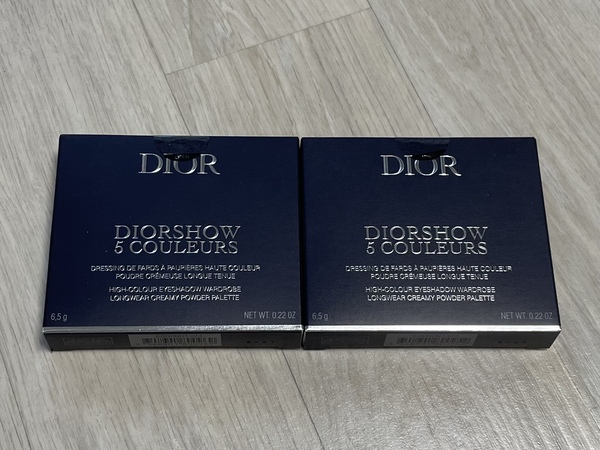 DIOR
DIORSHOW
5 COULEURS
DRESSING DE FARDS À PAUPIÈRES HAUTE COULEUR
POUDRE CRÉMEUSE LONGUE TENUE
HIGH-COLOUR EYESHADOW WARDROBE
LONGWEAR CREAMY POWDER PALETTE
6,5 g
NET WT. 0.22 OZ
DIOR
DIORSHOW
5 COULEURS
DRESSING DE FARDS À PAUPIÈRES HAUTE COULEUR
POUDRE CRÉMEUSE LONGUE TENUE
HIGH-COLOUR EYESHADOW WARDROBE
LONGWEAR CREAMY POWDER PALETTE
6,5 g
NET WT. 0.22 OZ